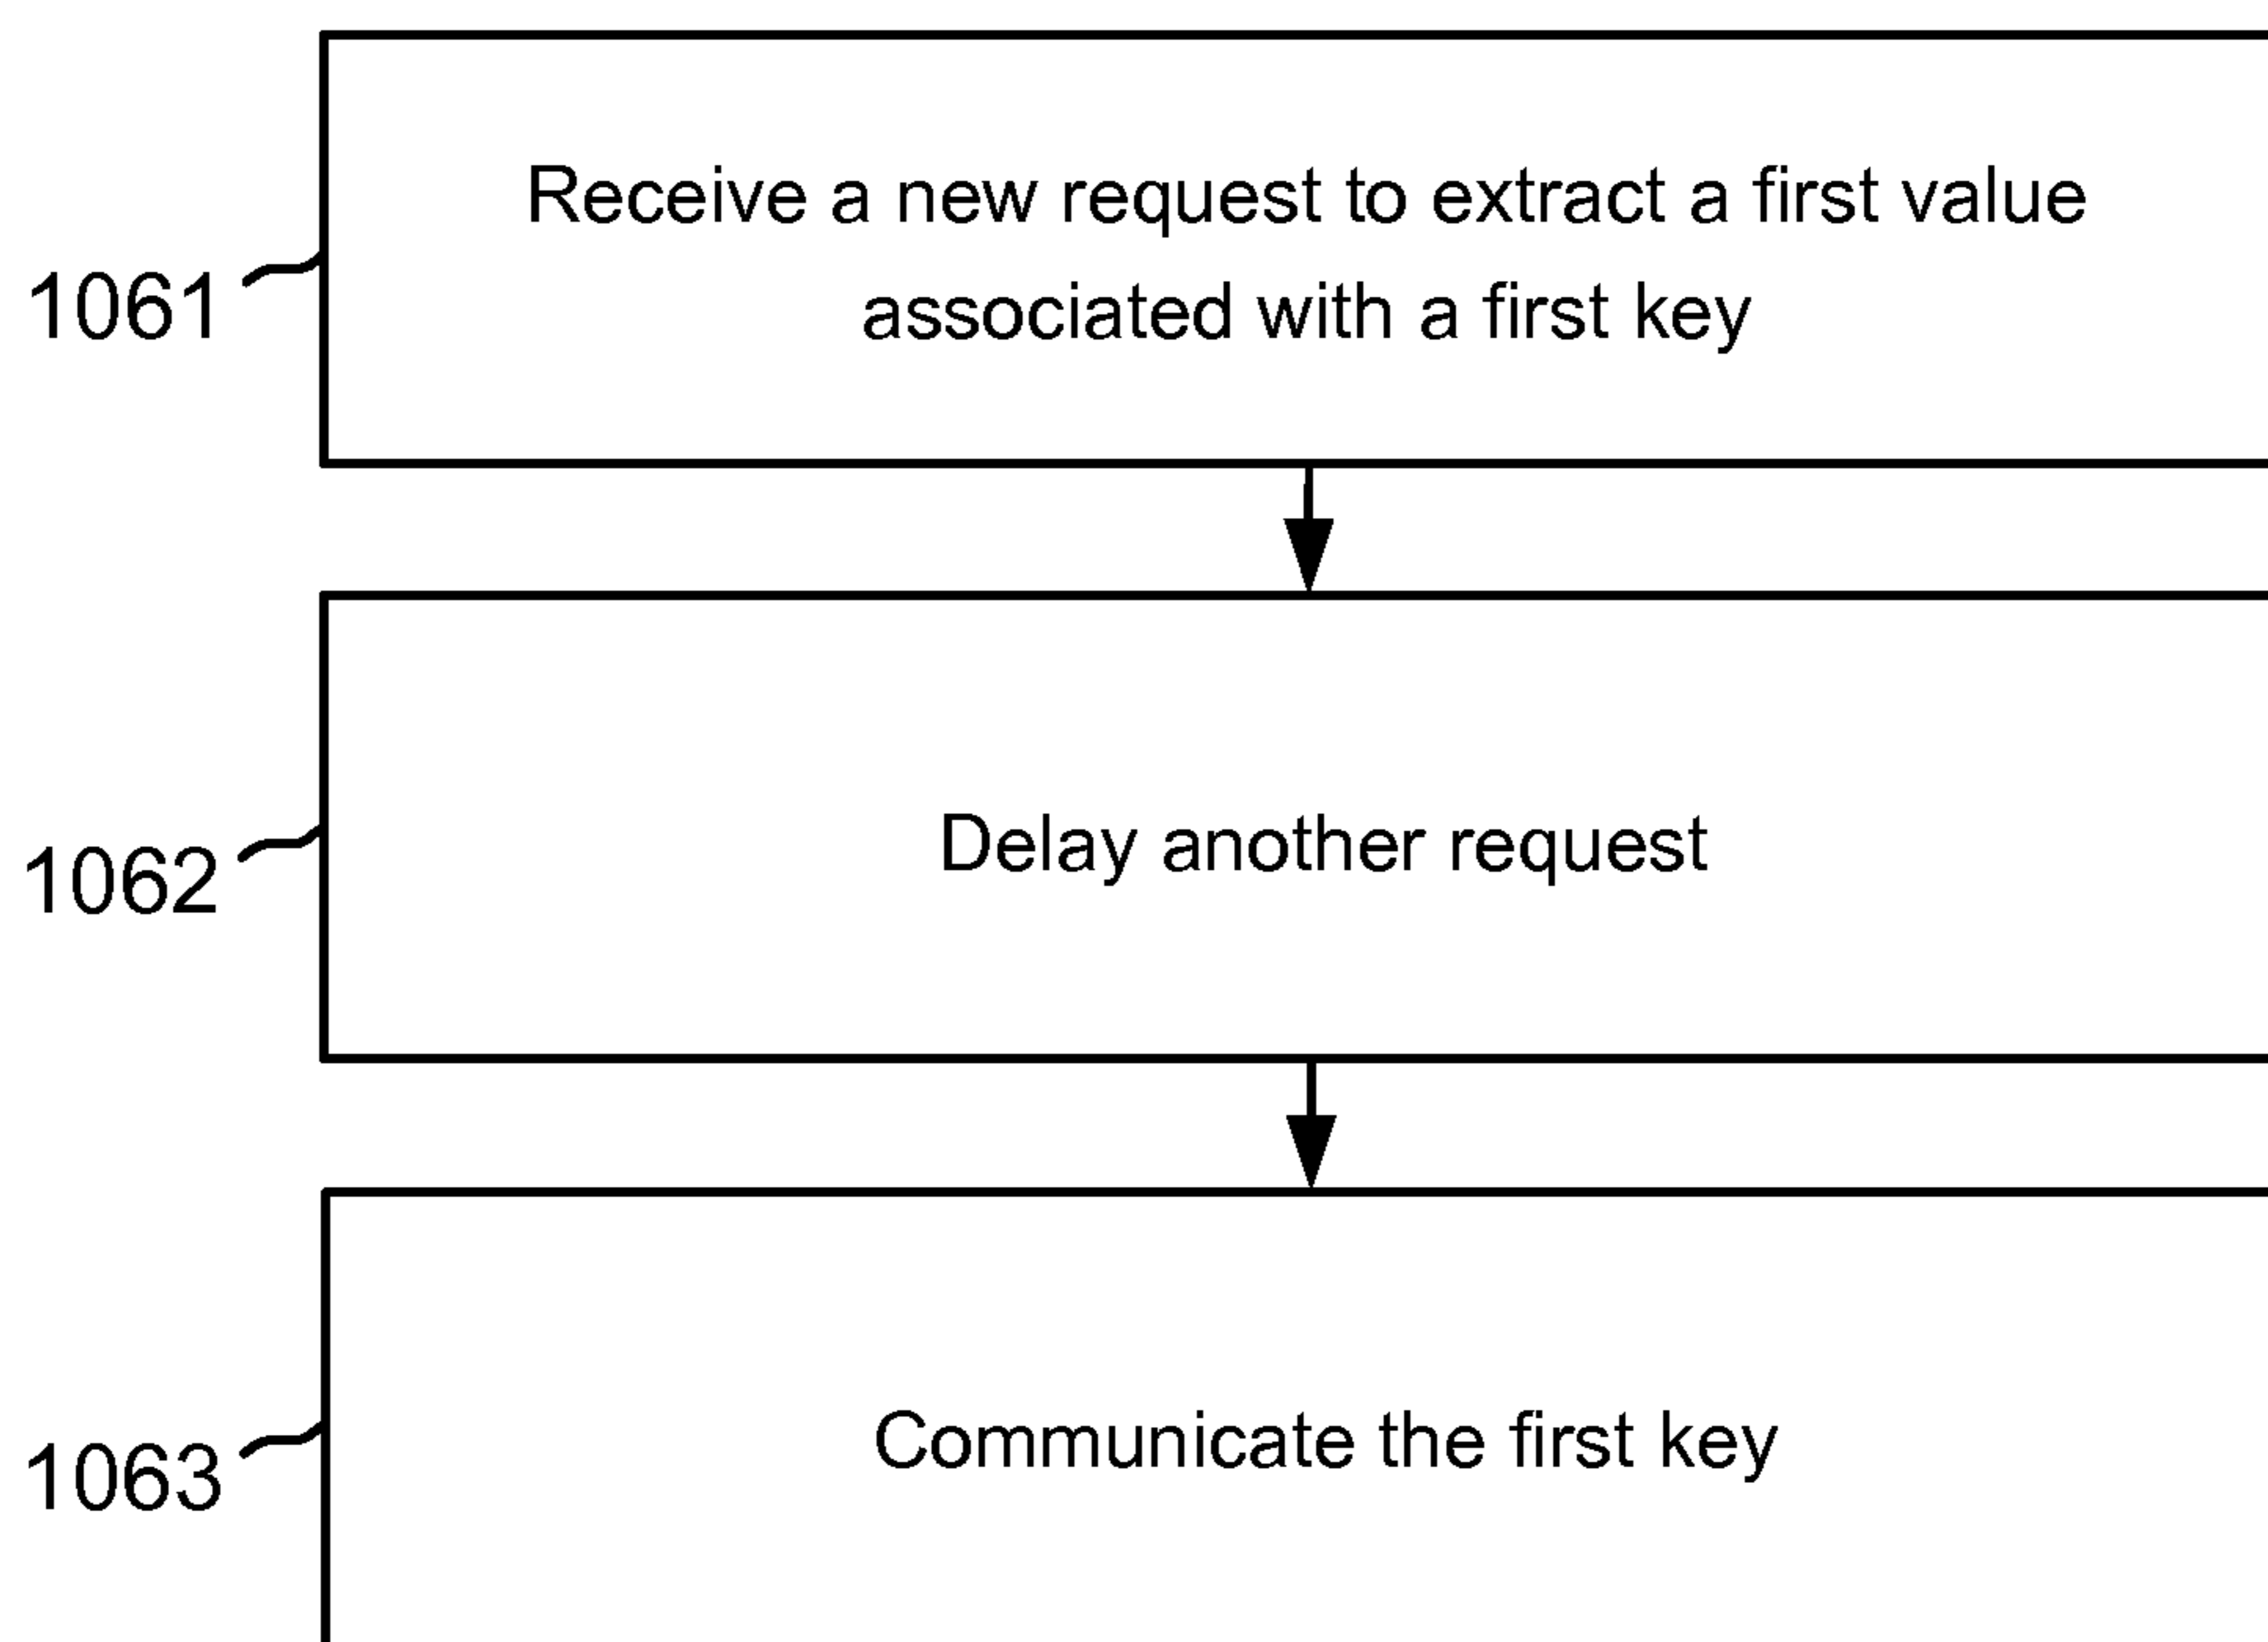 Receive a new request to extract a first value
associated with a first key
1061
Delay another request
1062
Communicate the first key
1063